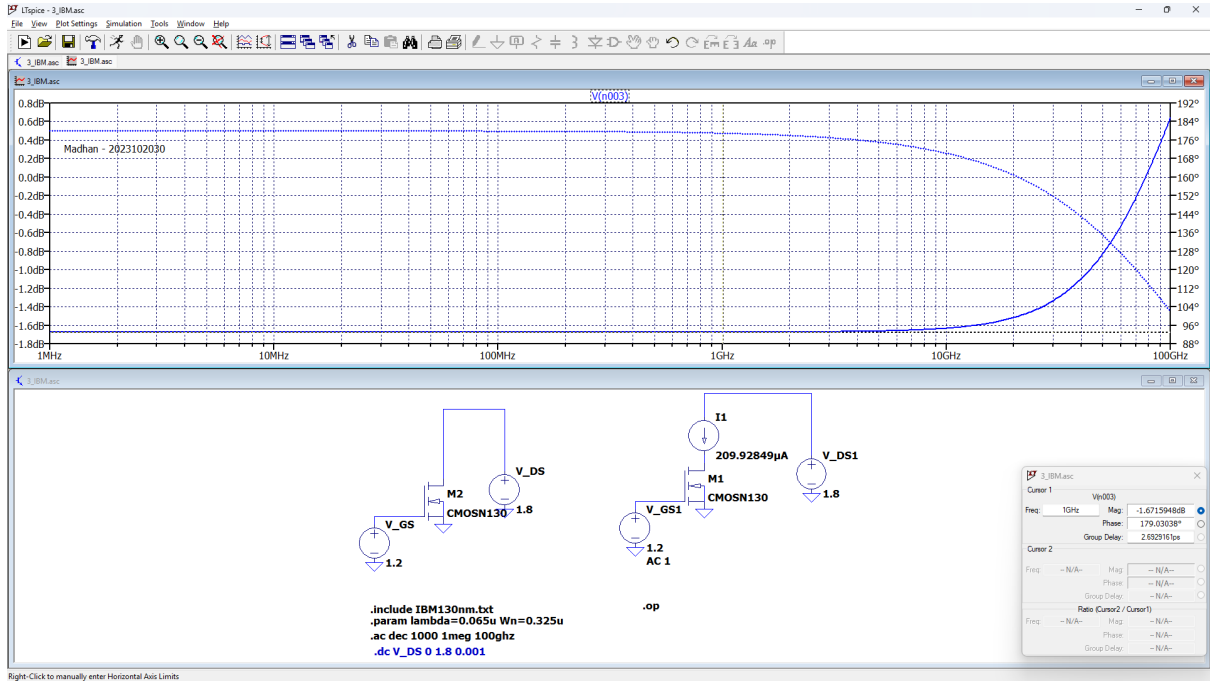 LTspice - 3_IBM.asc
File View Plot Settings Simulation Tools Window Help
Aa .op
3_IBM.asc 3_IBM.asc
3_IBM.asc
V(n003)
0.8dB 192°
0.6dB 184°
0.4dB 176°
Madhan - 2023102030
0.2dB 168°
0.0dB 160°
-0.2dB 152°
-0.4dB 144°
-0.6dB 136°
-0.8dB 128°
-1.0dB 120°
-1.2dB 112°
-1.4dB 104°
-1.6dB 96°
-1.8dB 88°
1MHz 10MHz 100MHz 1GHz 10GHz 100GHz
3_IBM.asc
I1
209.92849µA
V_DS1
1.8
M1
CMOSN130
V_GS1
1.2
AC 1
V_DS
1.8
M2
CMOSN130
V_GS
1.2
.include IBM130nm.txt
.param lambda=0.065u Wn=0.325u
.ac dec 1000 1meg 100ghz
.dc V_DS 0 1.8 0.001
.op
3_IBM.asc
Cursor 1
V(n003)
Freq: 1GHz Mag: -1.6715948dB
Phase: 179.03038°
Group Delay: 2.6929161ps
Cursor 2
Freq: -- N/A-- Mag: -- N/A--
Phase: -- N/A--
Group Delay: -- N/A--
Ratio (Cursor2 / Cursor1)
Freq: -- N/A-- Mag: -- N/A--
Phase: -- N/A--
Group Delay: -- N/A--
Right-Click to manually enter Horizontal Axis Limits